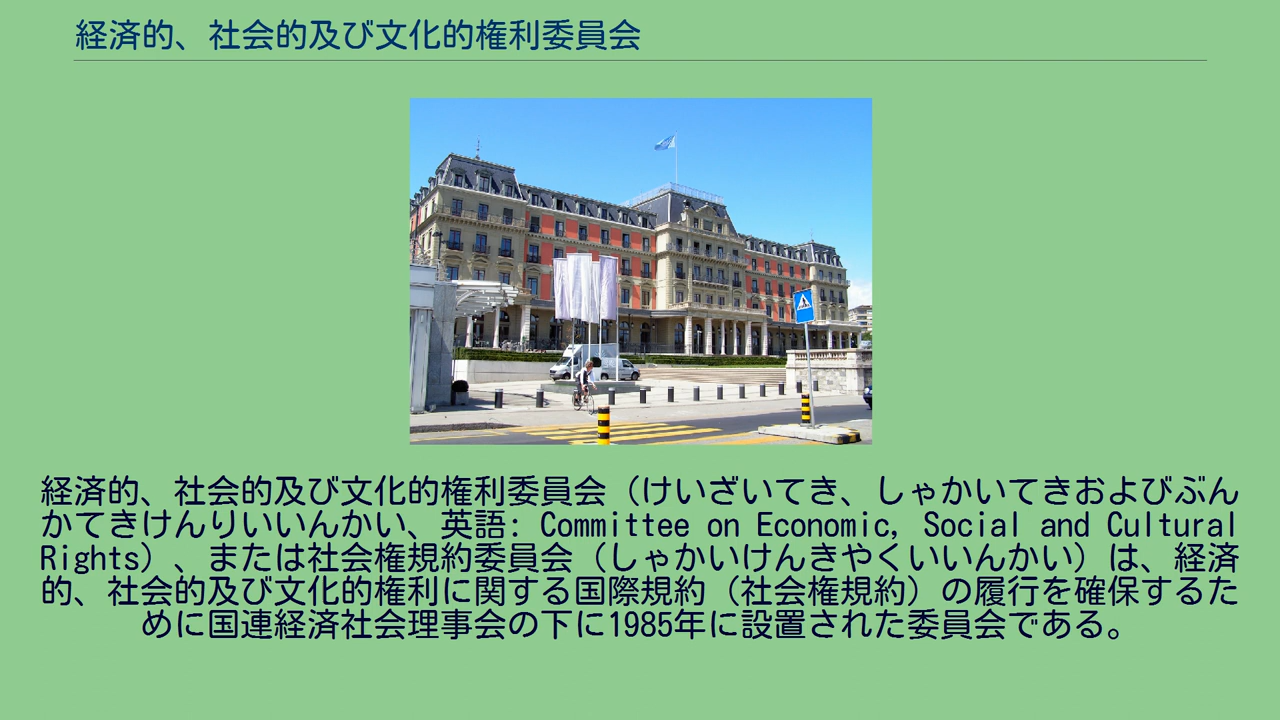 経済的、社会的及び文化的権利委員会
経済的、社会的及び文化的権利委員会（けいざいてき、しゃかいてきおよびぶん
かてきけんりいいんかい、英語: Committee on Economic, Social and Cultural
Rights）、または社会権規約委員会（しゃかいけんきやくいいんかい）は、経済
的、社会的及び文化的権利に関する国際規約（社会権規約）の履行を確保するた
めに国連経済社会理事会の下に1985年に設置された委員会である。